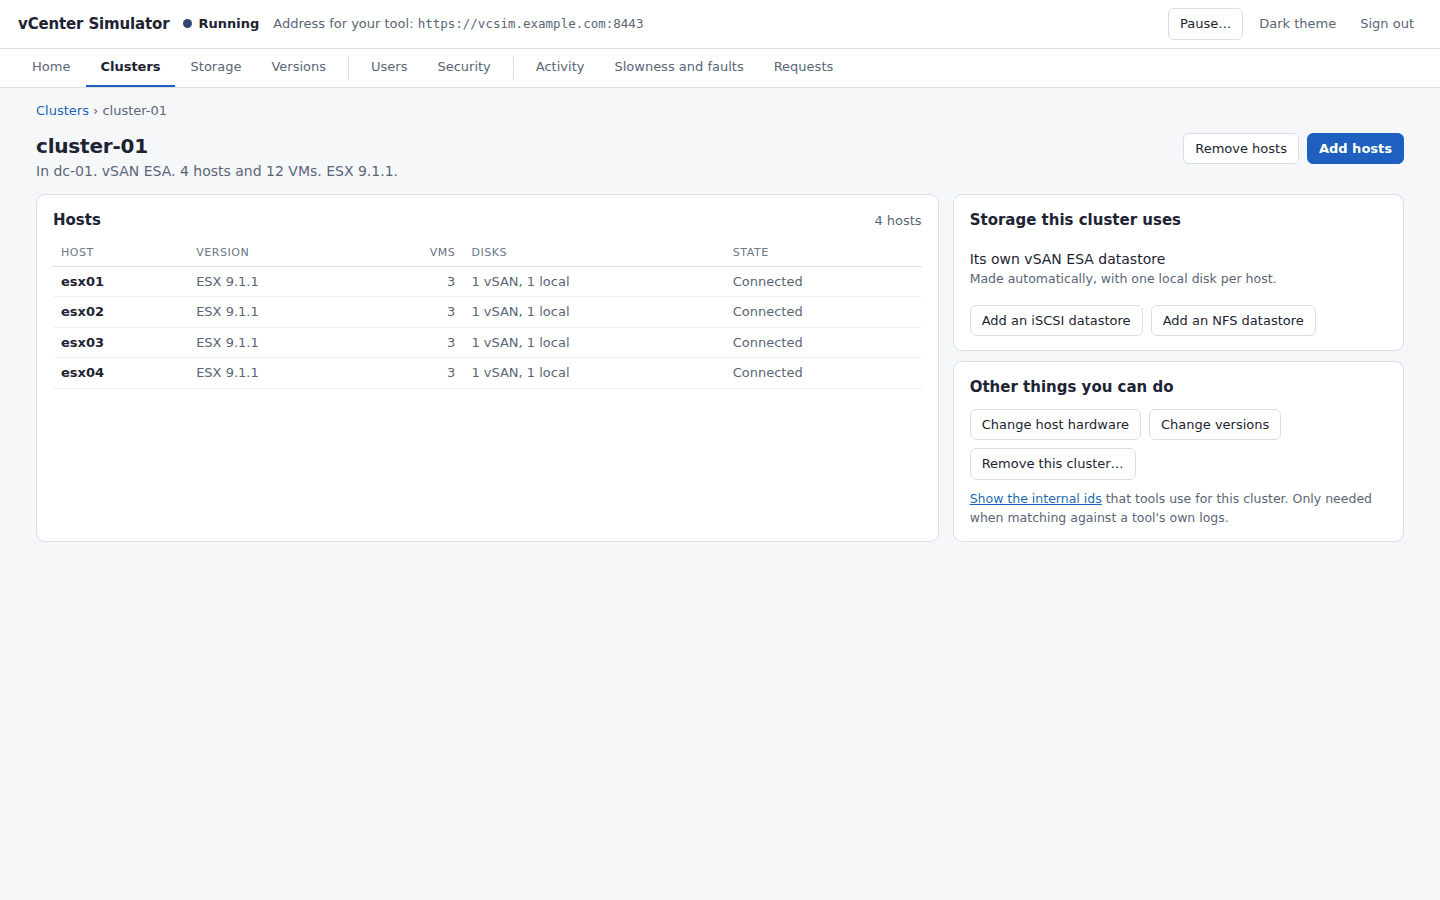 vCenter Simulator Running Address for your tool: https://vcsim.example.com:8443 Pause... Dark theme Sign out
Home Clusters Storage Versions Users Security Activity Slowness and faults Requests
Clusters › cluster-01
cluster-01
In dc-01. vSAN ESA. 4 hosts and 12 VMs. ESX 9.1.1.
Remove hosts Add hosts
Hosts 4 hosts
HOST VERSION VMS DISKS STATE
esx01 ESX 9.1.1 3 1 vSAN, 1 local Connected
esx02 ESX 9.1.1 3 1 vSAN, 1 local Connected
esx03 ESX 9.1.1 3 1 vSAN, 1 local Connected
esx04 ESX 9.1.1 3 1 vSAN, 1 local Connected
Storage this cluster uses
Its own vSAN ESA datastore
Made automatically, with one local disk per host.
Add an iSCSI datastore Add an NFS datastore
Other things you can do
Change host hardware Change versions
Remove this cluster...
Show the internal ids that tools use for this cluster. Only needed
when matching against a tool's own logs.